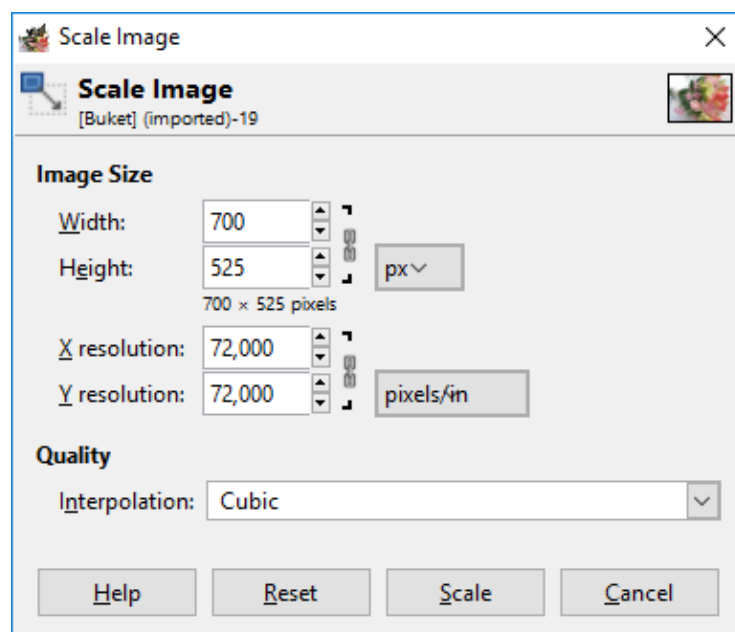 Scale Image
Scale Image
[Buket] (imported)-19
Image Size
Width: 700
Height: 525 px
700 × 525 pixels
X resolution: 72,000
Y resolution: 72,000 pixels/in
Quality
Interpolation: Cubic
Help Reset Scale Cancel